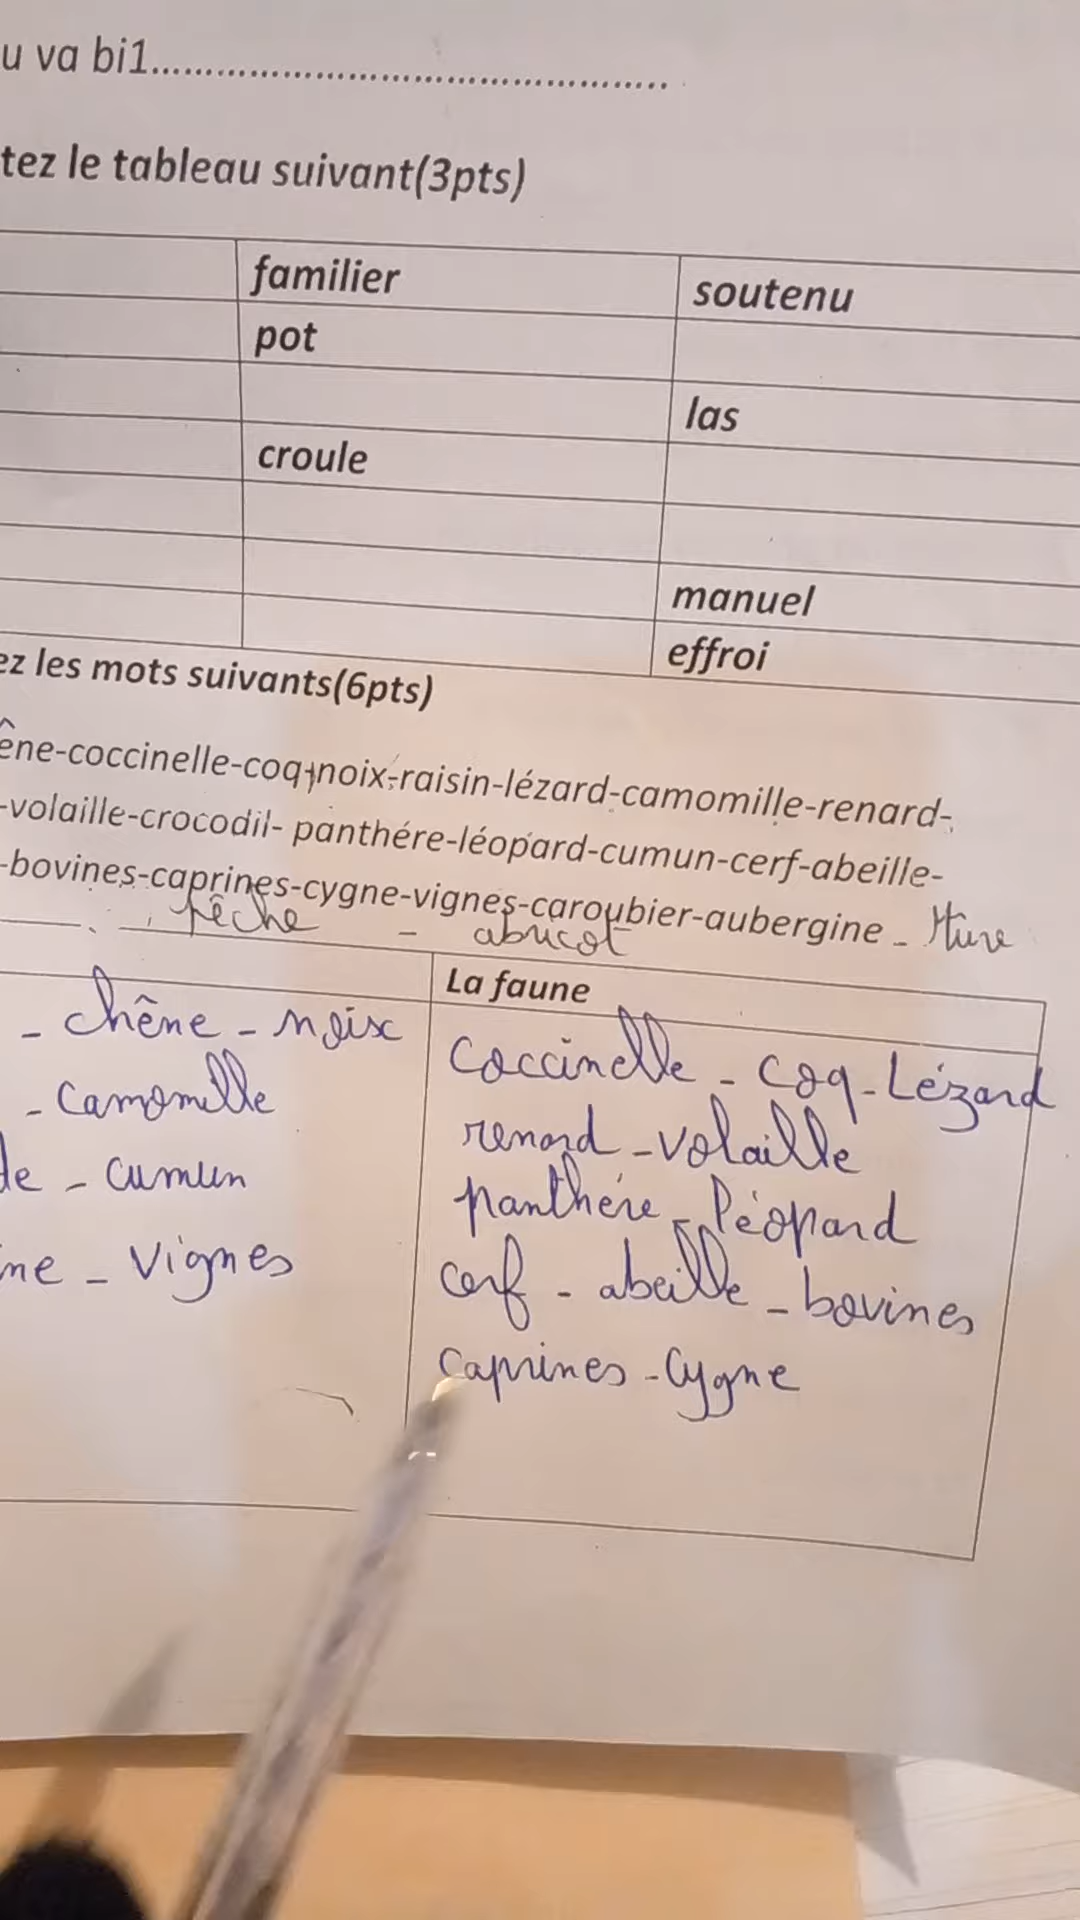 u va bi1..........................................................
tez le tableau suivant(3pts)
familier
soutenu
pot
las
croule
manuel
effroi
ez les mots suivants(6pts)
êne-coccinelle-coq-noix-raisin-lézard-camomille-renard-
-volaille-crocodil- panthére-léopard-cumun-cerf-abeille-
-bovines-caprines-cygne-vignes-caroubier-aubergine -
pêche - abricot
La faune
- chêne - noix
coccinelle - coq - Lézard
- camomille
renard - volaille
de - cumun
panthére - léopard
ne - vignes
cerf - abeille - bovines
caprines - cygne